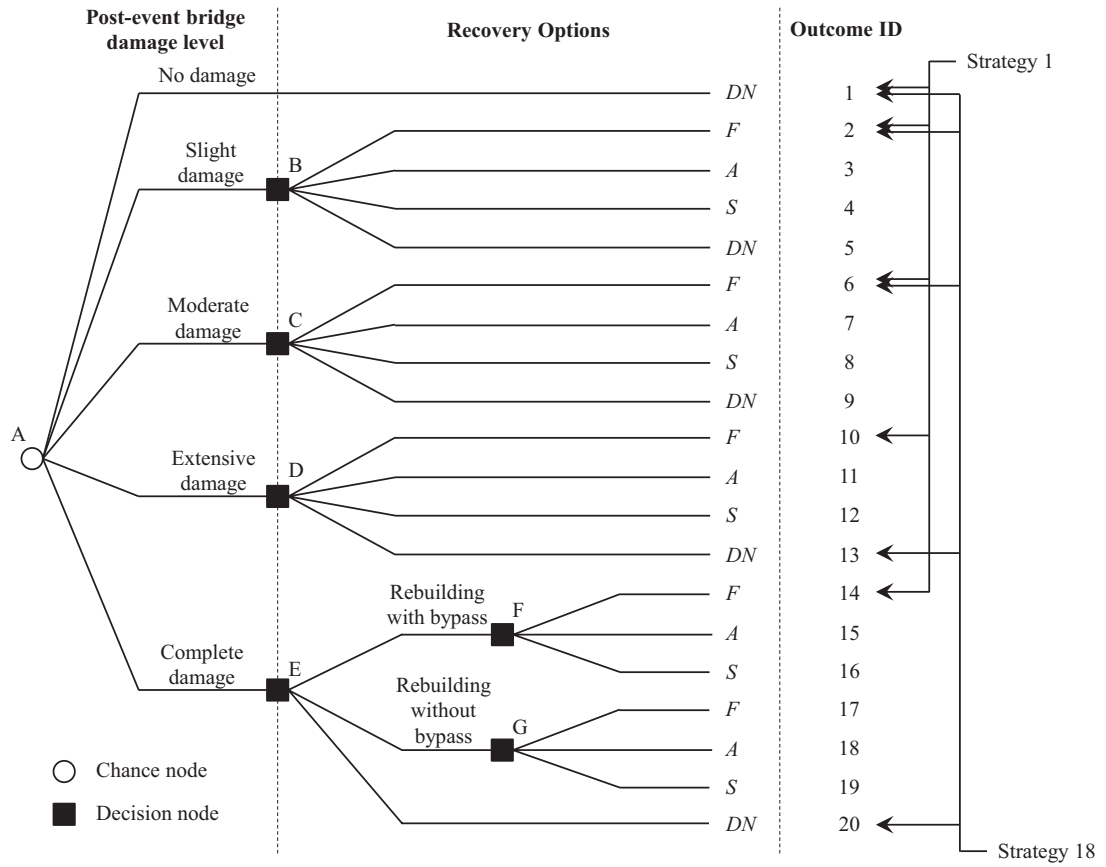 Post-event bridge
damage level
Recovery Options
Outcome ID
Strategy 1
No damage
DN
1
F
2
Slight
damage
B
A
3
S
4
DN
5
F
6
Moderate
damage
C
A
7
S
8
DN
9
A
F
10
Extensive
damage
D
A
11
S
12
DN
13
Rebuilding
with bypass
F
F
14
A
15
Complete
damage
E
S
16
Rebuilding
without
bypass
G
F
17
A
18
Chance node
S
19
Decision node
DN
20
Strategy 18